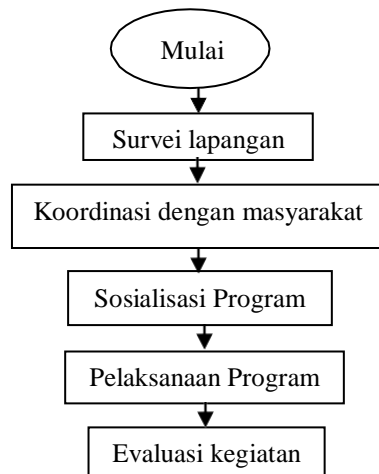 Mulai
Survei lapangan
Koordinasi dengan masyarakat
Sosialisasi Program
Pelaksanaan Program
Evaluasi kegiatan